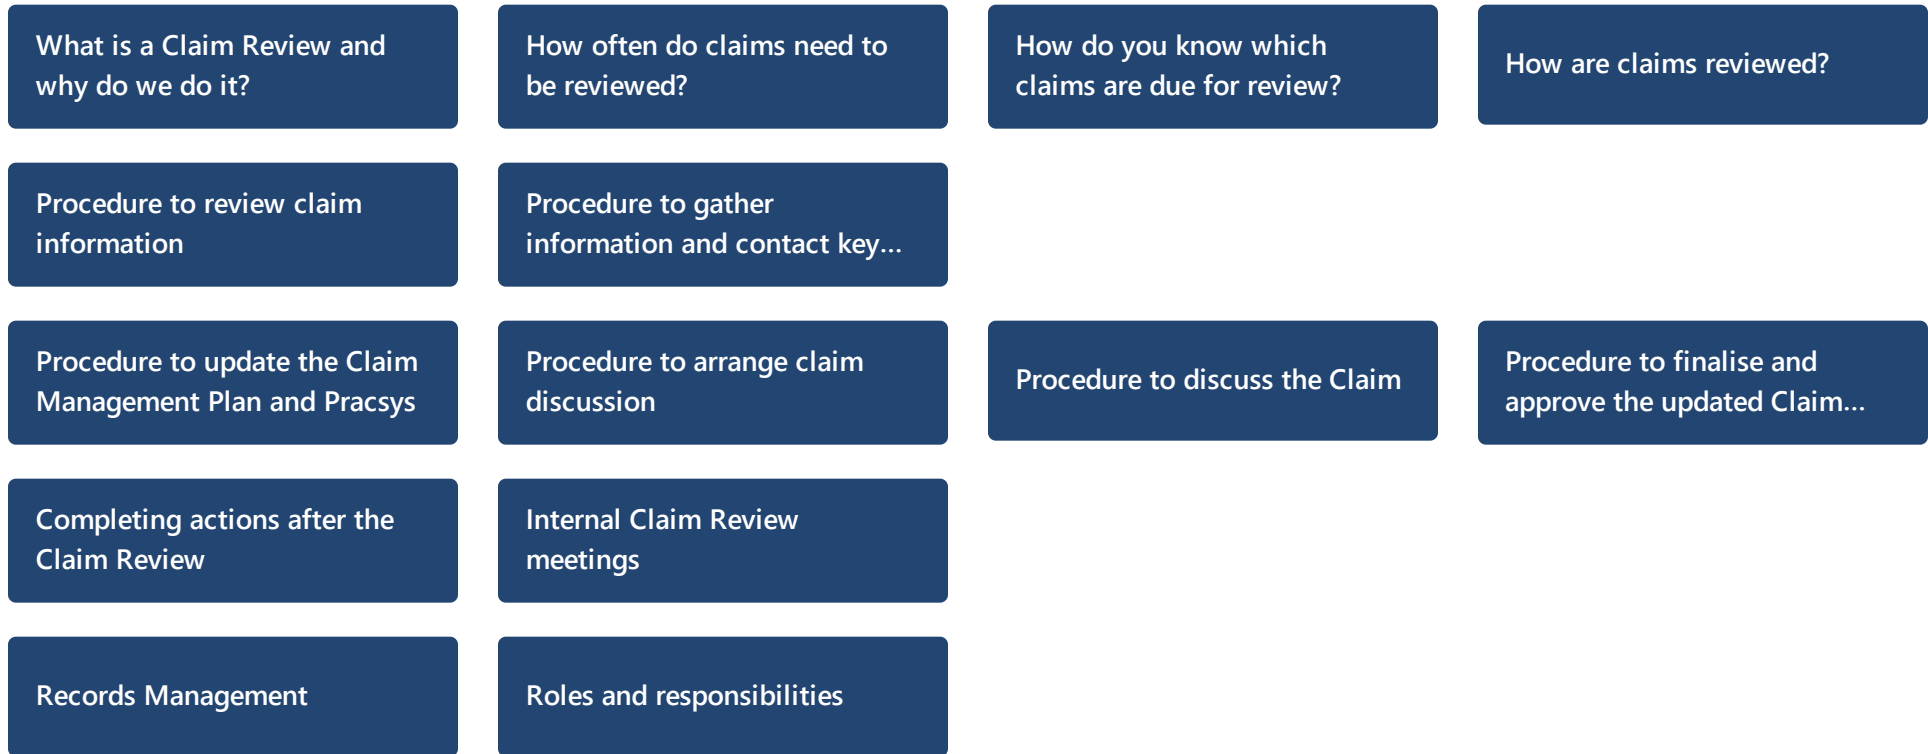 What is a Claim Review and
why do we do it?
How often do claims need to
be reviewed?
How do you know which
claims are due for review?
How are claims reviewed?
Procedure to review claim
information
Procedure to gather
information and contact key...
Procedure to update the Claim
Management Plan and Pracsys
Procedure to arrange claim
discussion
Procedure to discuss the Claim
Procedure to finalise and
approve the updated Claim...
Completing actions after the
Claim Review
Internal Claim Review
meetings
Records Management
Roles and responsibilities